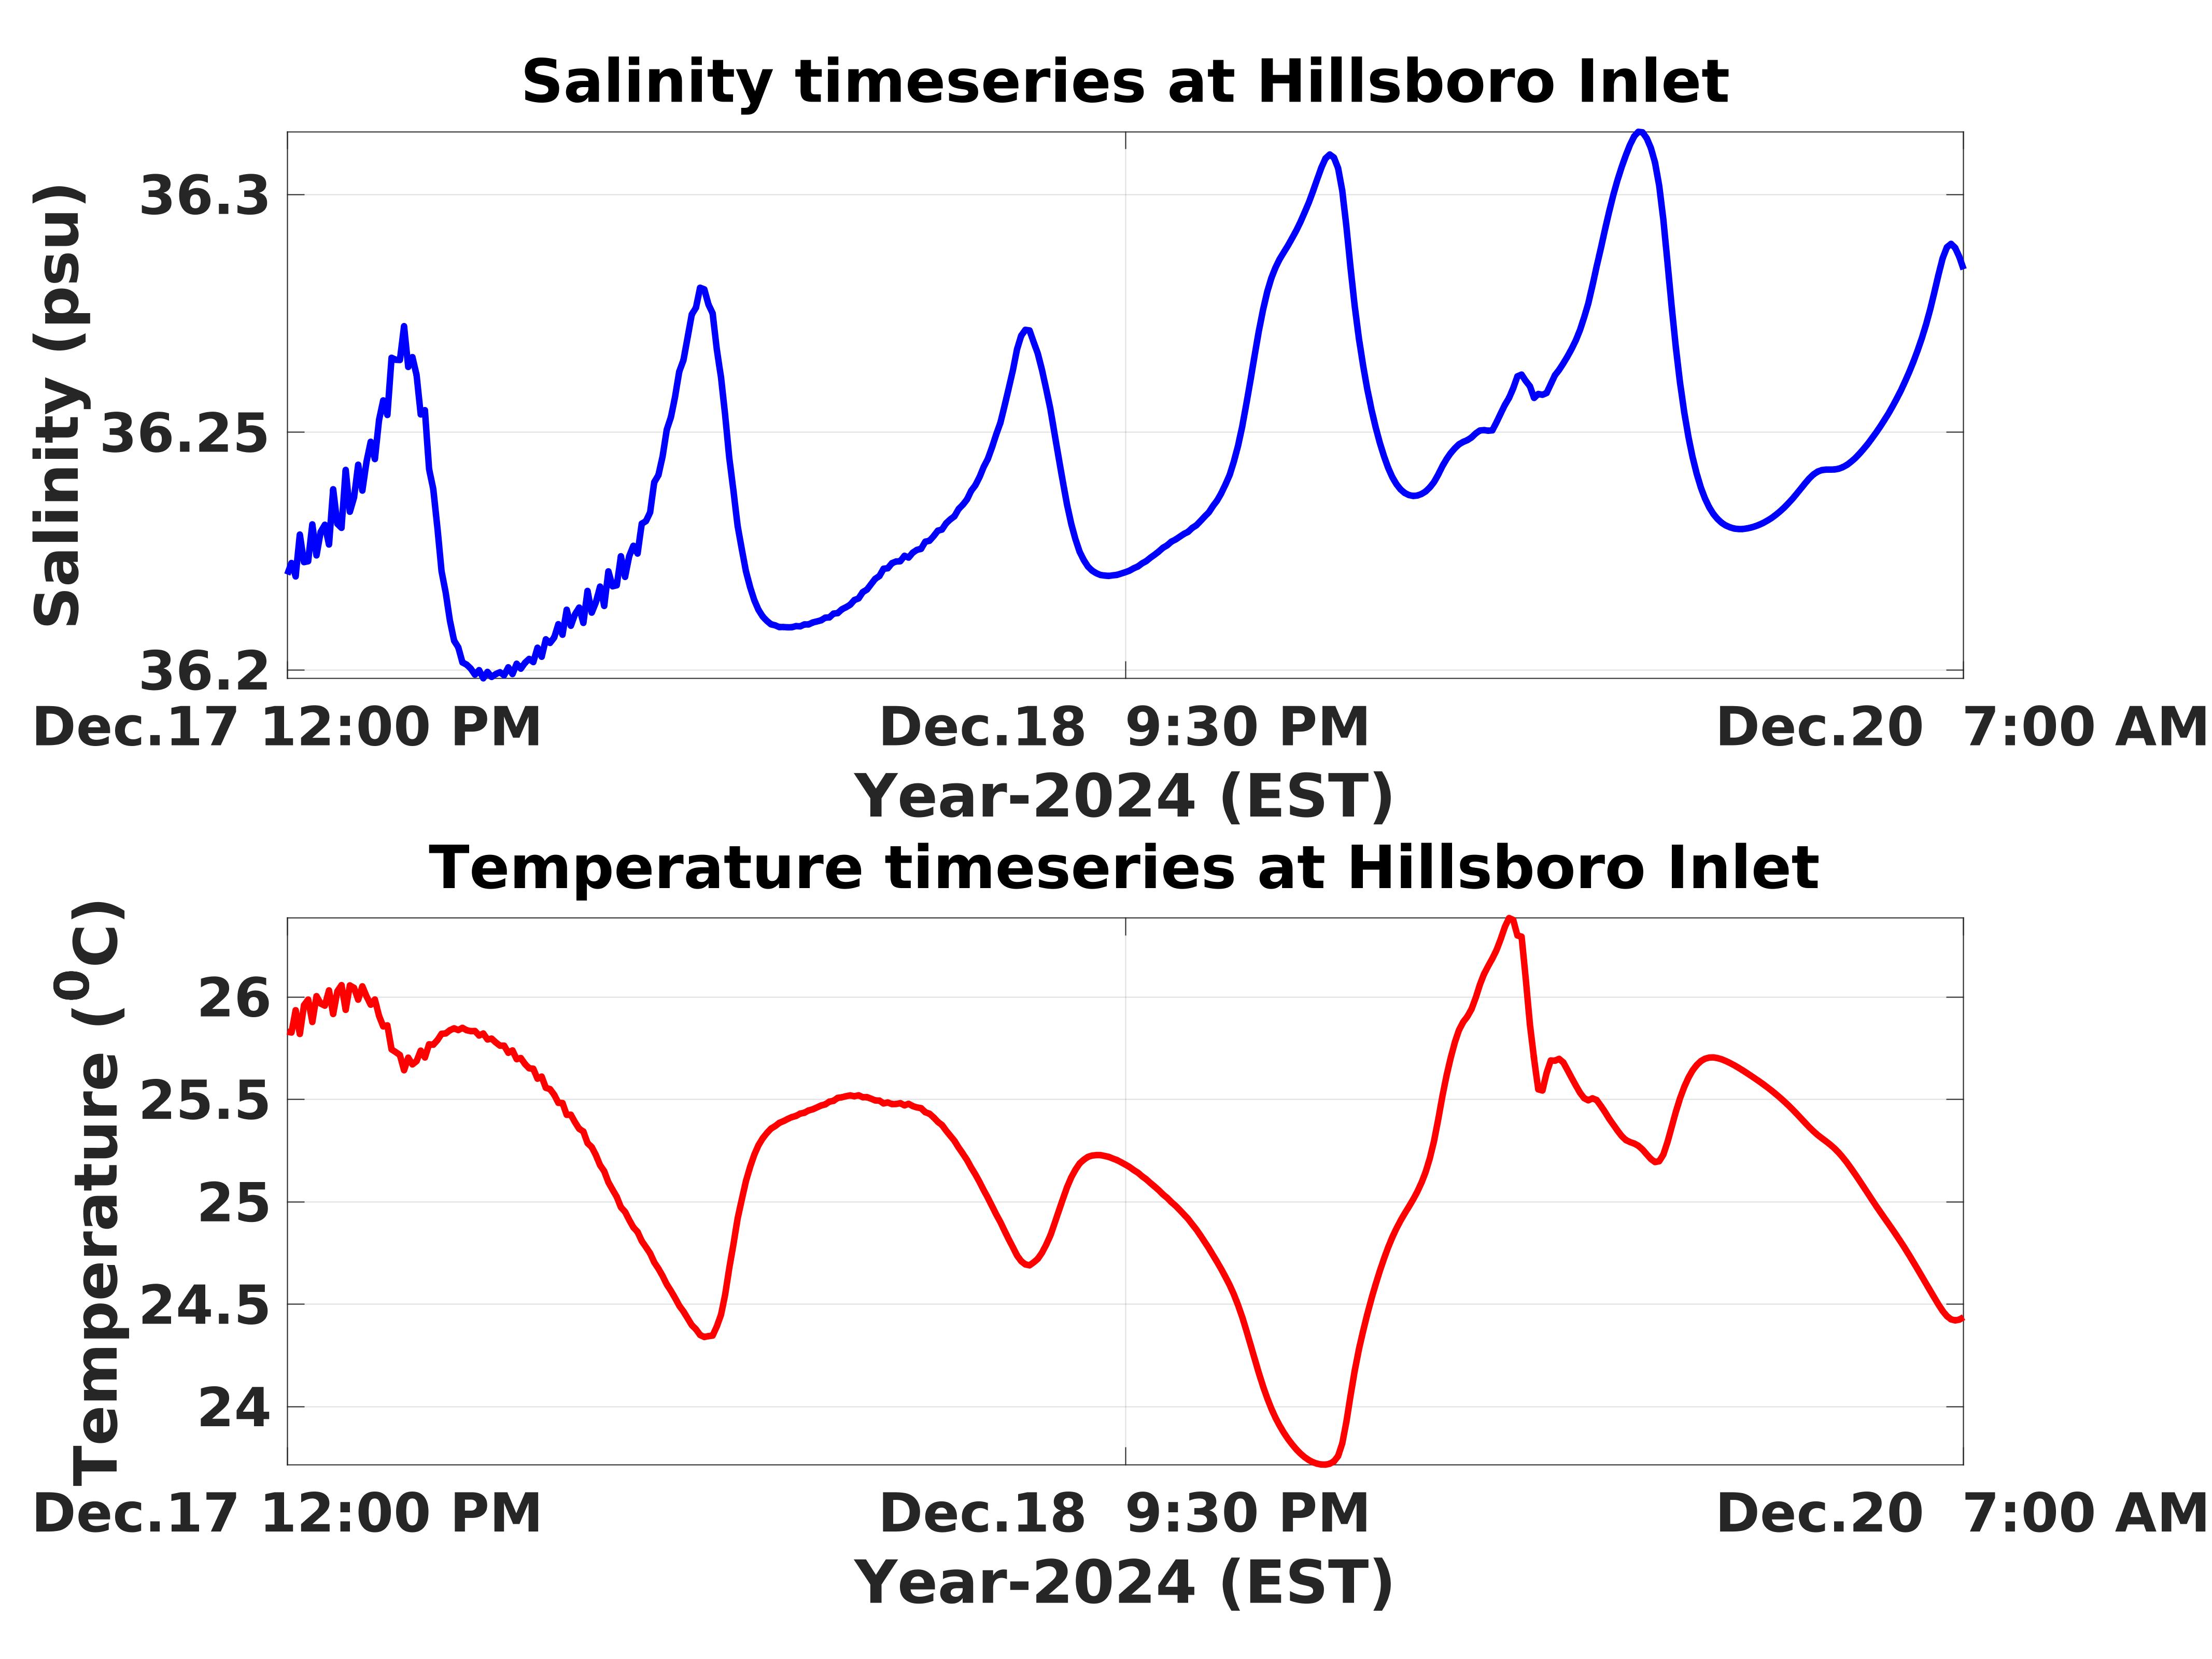 Salinity timeseries at Hillsboro Inlet
Salinity (psu)
36.3
36.25
36.2
Dec.17 12:00 PM Dec.18 9:30 PM Dec.20 7:00 AM
Year-2024 (EST)
Temperature timeseries at Hillsboro Inlet
Temperature (⁰C)
26
25.5
25
24.5
24
Dec.17 12:00 PM Dec.18 9:30 PM Dec.20 7:00 AM
Year-2024 (EST)